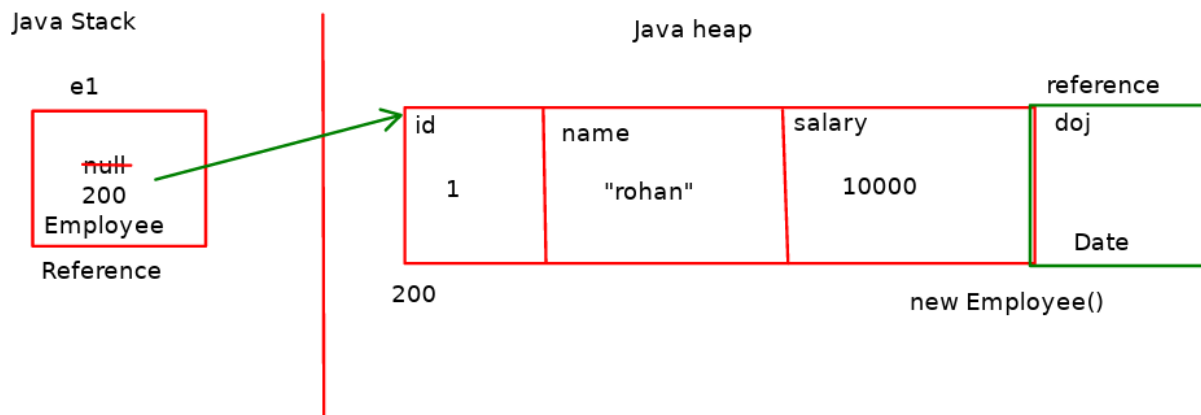 Java Stack
Java heap
e1
null
200
Employee
Reference
reference
id
name
salary
doj
1
"rohan"
10000
Date
200
new Employee()